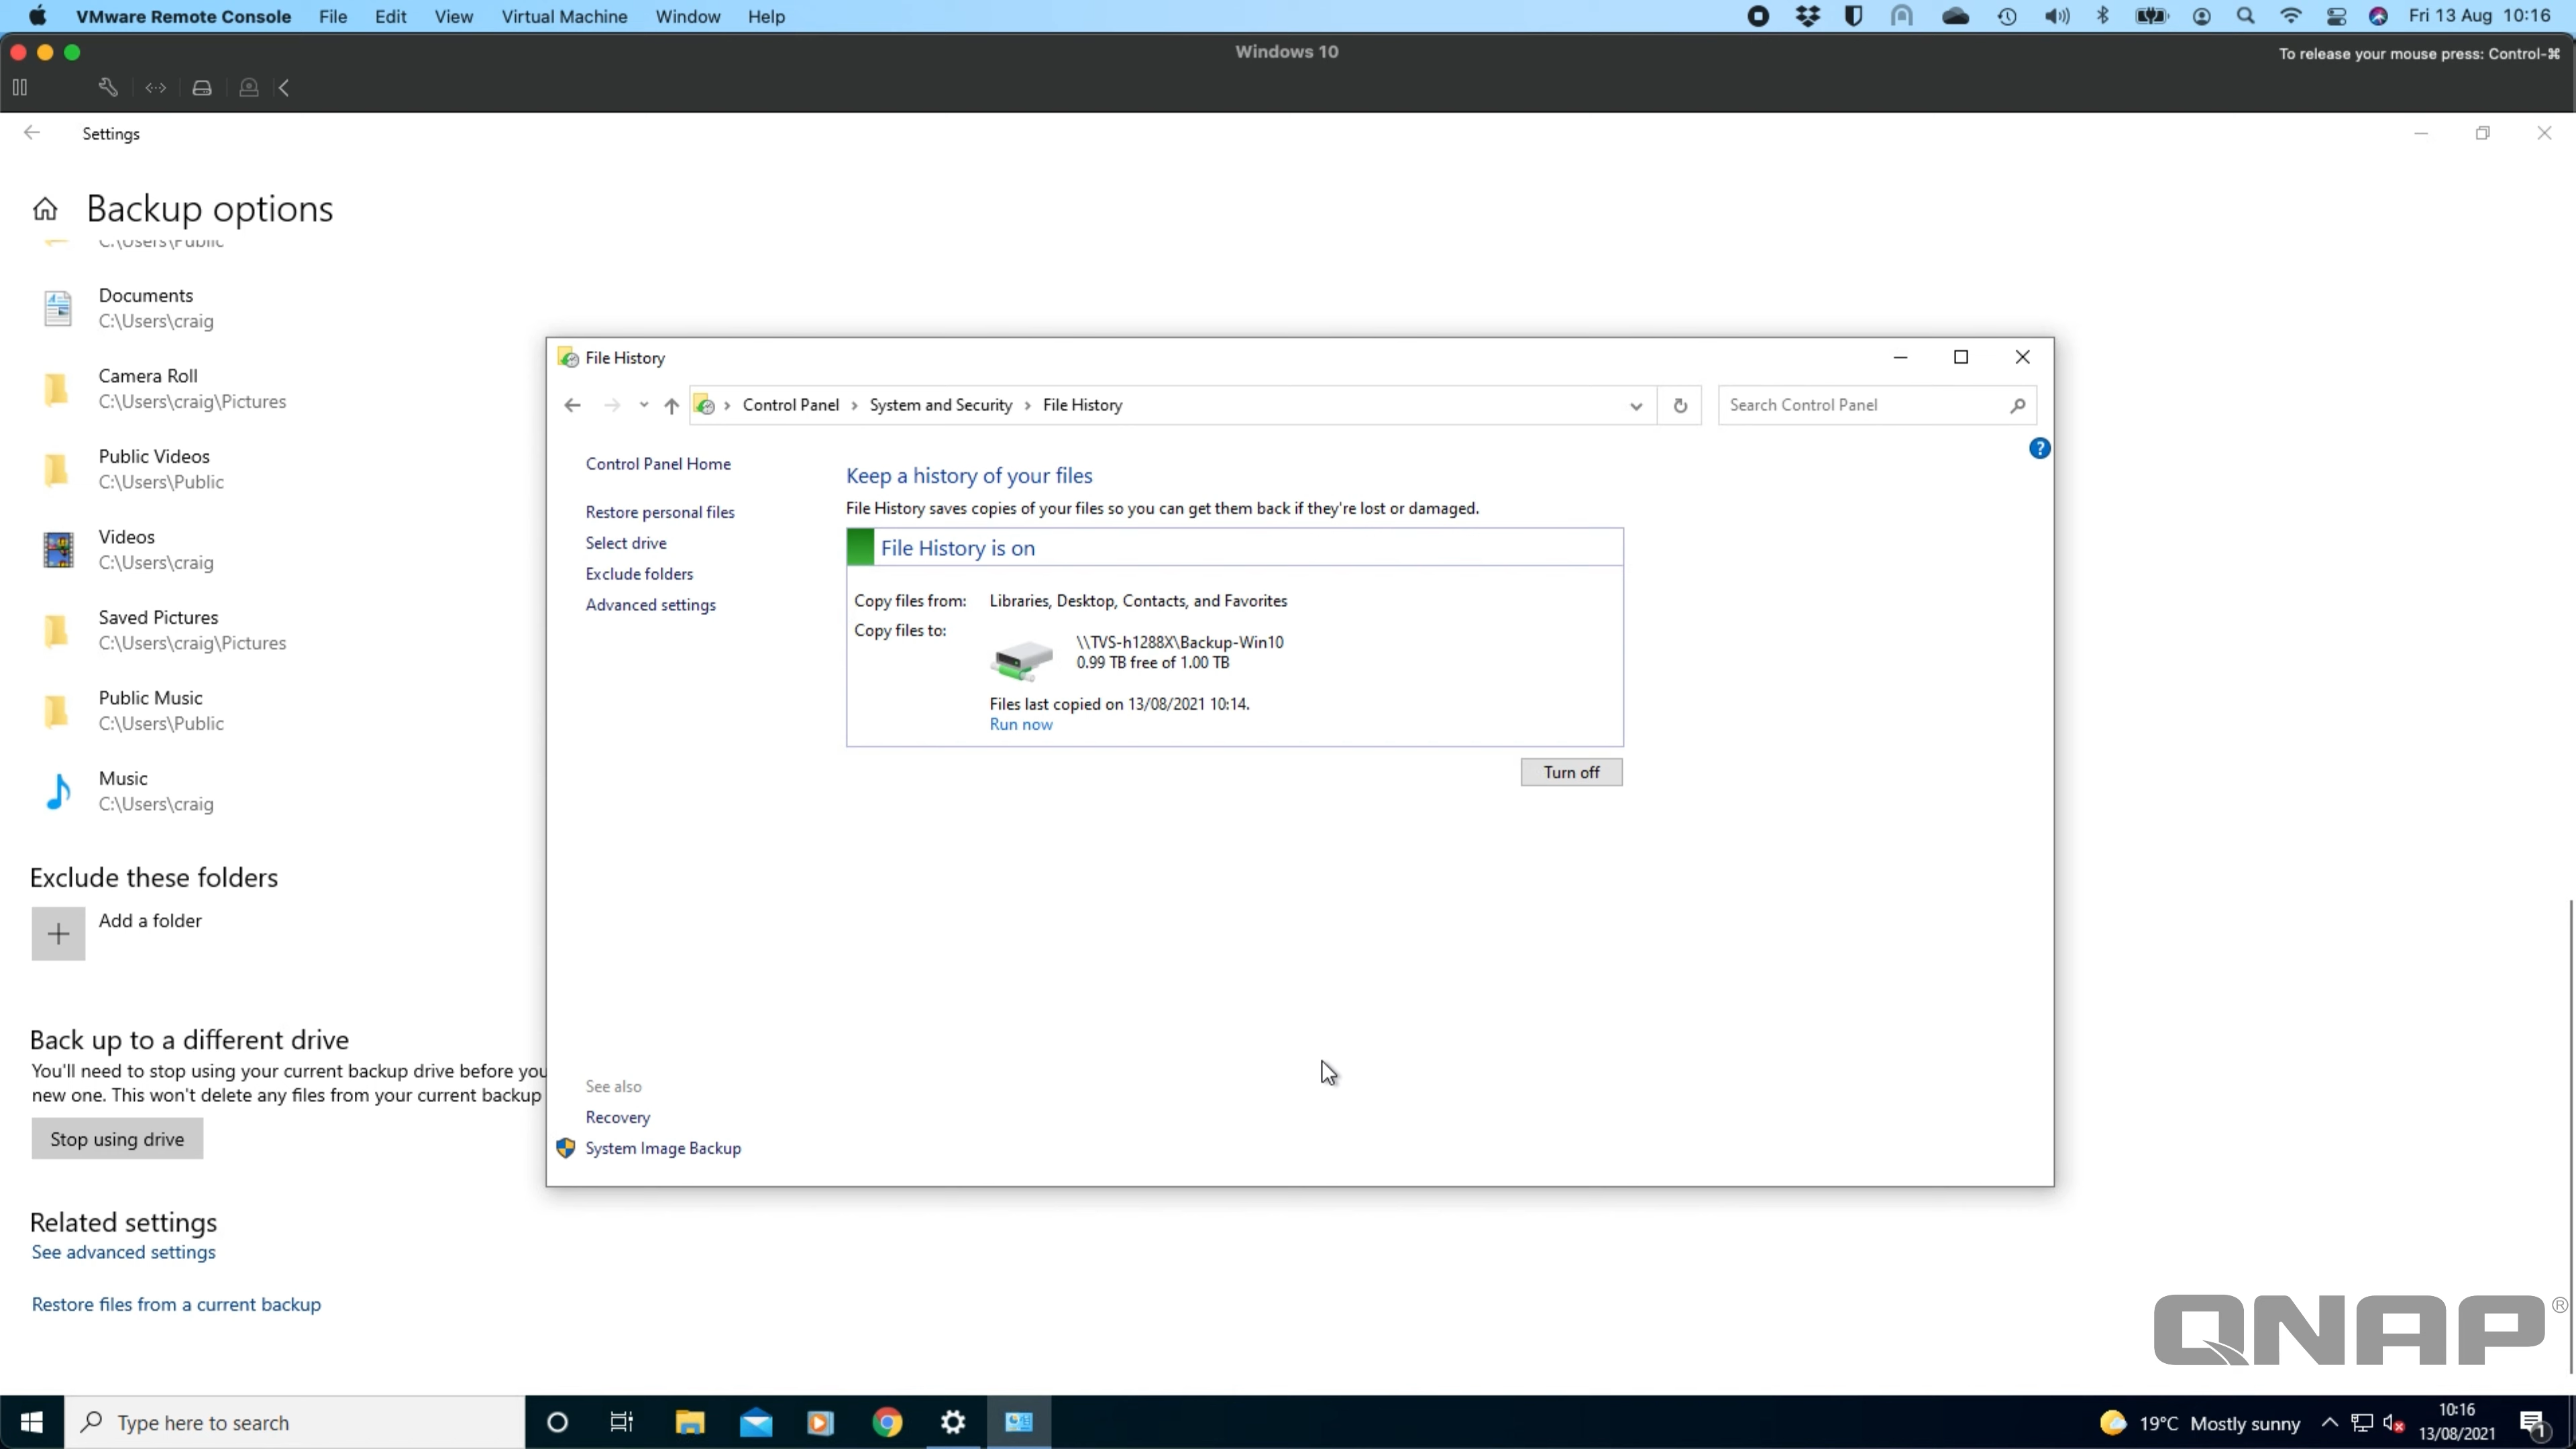 VMware Remote Console File Edit View Virtual Machine Window Help Fri 13 Aug 10:16
Windows 10
To release your mouse press: Control-⌘
Settings
Backup options
C:\Users\Public
Documents
C:\Users\craig
Camera Roll
C:\Users\craig\Pictures
Public Videos
C:\Users\Public
Videos
C:\Users\craig
Saved Pictures
C:\Users\craig\Pictures
Public Music
C:\Users\Public
Music
C:\Users\craig
Exclude these folders
Add a folder
Back up to a different drive
You'll need to stop using your current backup drive before you
new one. This won't delete any files from your current backup
Stop using drive
Related settings
See advanced settings
Restore files from a current backup
File History
Control Panel › System and Security › File History
Search Control Panel
Control Panel Home
Restore personal files
Select drive
Exclude folders
Advanced settings
Keep a history of your files
File History saves copies of your files so you can get them back if they're lost or damaged.
File History is on
Copy files from: Libraries, Desktop, Contacts, and Favorites
Copy files to:
\\TVS-h1288X\Backup-Win10
0.99 TB free of 1.00 TB
Files last copied on 13/08/2021 10:14.
Run now
Turn off
See also
Recovery
System Image Backup
QNAP®
Type here to search
19°C Mostly sunny
10:16
13/08/2021
1